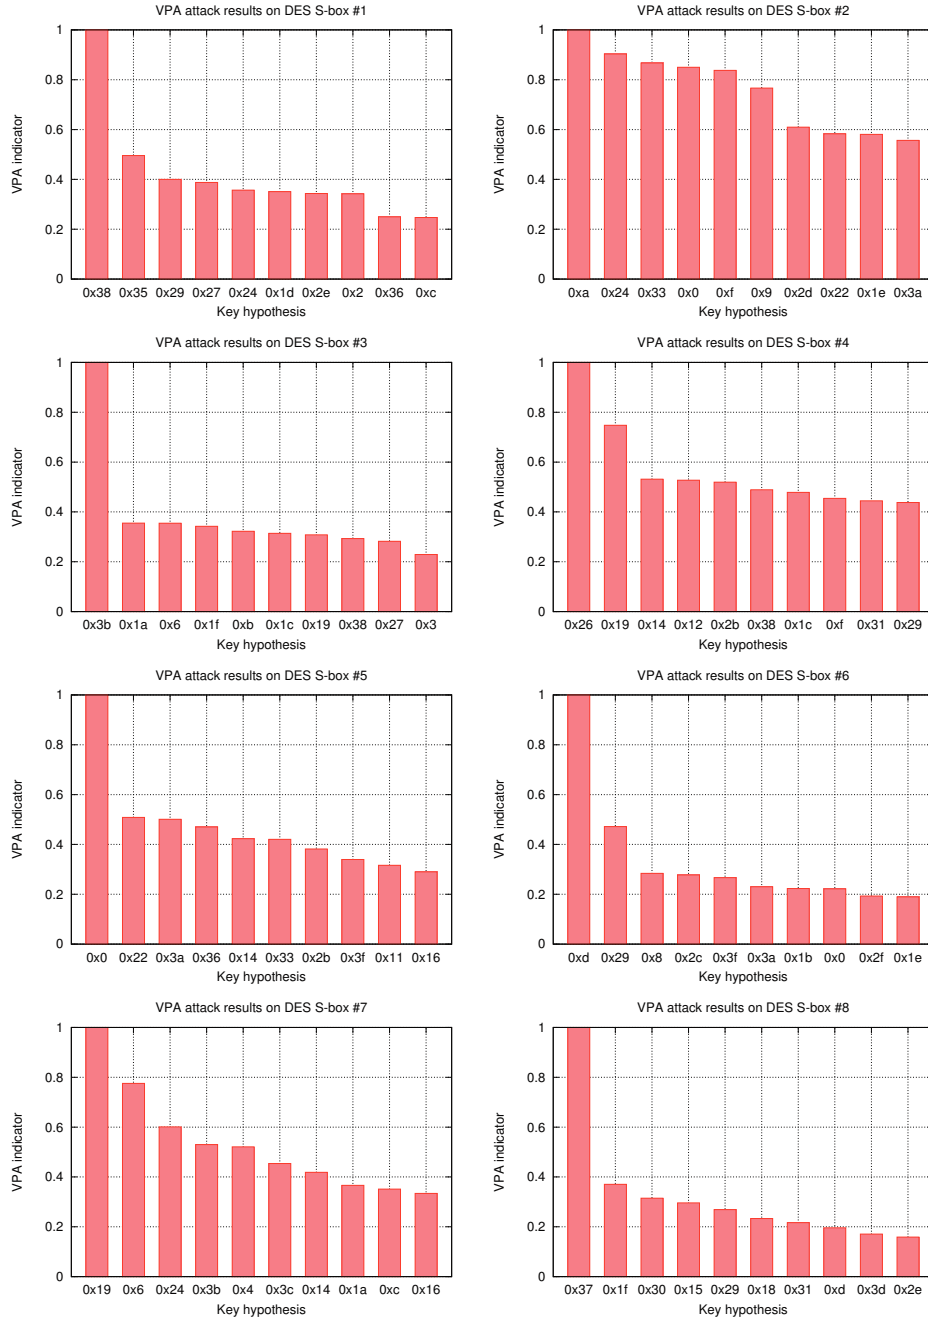 VPA attack results on DES S-box #1
1
0.8
0.6
0.4
0.2
0
VPA indicator
0x38 0x35 0x29 0x27 0x24 0x1d 0x2e 0x2 0x36 0xc
Key hypothesis
VPA attack results on DES S-box #2
1
0.8
0.6
0.4
0.2
0
VPA indicator
0xa 0x24 0x33 0x0 0xf 0x9 0x2d 0x22 0x1e 0x3a
Key hypothesis
VPA attack results on DES S-box #3
1
0.8
0.6
0.4
0.2
0
VPA indicator
0x3b 0x1a 0x6 0x1f 0xb 0x1c 0x19 0x38 0x27 0x3
Key hypothesis
VPA attack results on DES S-box #4
1
0.8
0.6
0.4
0.2
0
VPA indicator
0x26 0x19 0x14 0x12 0x2b 0x38 0x1c 0xf 0x31 0x29
Key hypothesis
VPA attack results on DES S-box #5
1
0.8
0.6
0.4
0.2
0
VPA indicator
0x0 0x22 0x3a 0x36 0x14 0x33 0x2b 0x3f 0x11 0x16
Key hypothesis
VPA attack results on DES S-box #6
1
0.8
0.6
0.4
0.2
0
VPA indicator
0xd 0x29 0x8 0x2c 0x3f 0x3a 0x1b 0x0 0x2f 0x1e
Key hypothesis
VPA attack results on DES S-box #7
1
0.8
0.6
0.4
0.2
0
VPA indicator
0x19 0x6 0x24 0x3b 0x4 0x3c 0x14 0x1a 0xc 0x16
Key hypothesis
VPA attack results on DES S-box #8
1
0.8
0.6
0.4
0.2
0
VPA indicator
0x37 0x1f 0x30 0x15 0x29 0x18 0x31 0xd 0x3d 0x2e
Key hypothesis